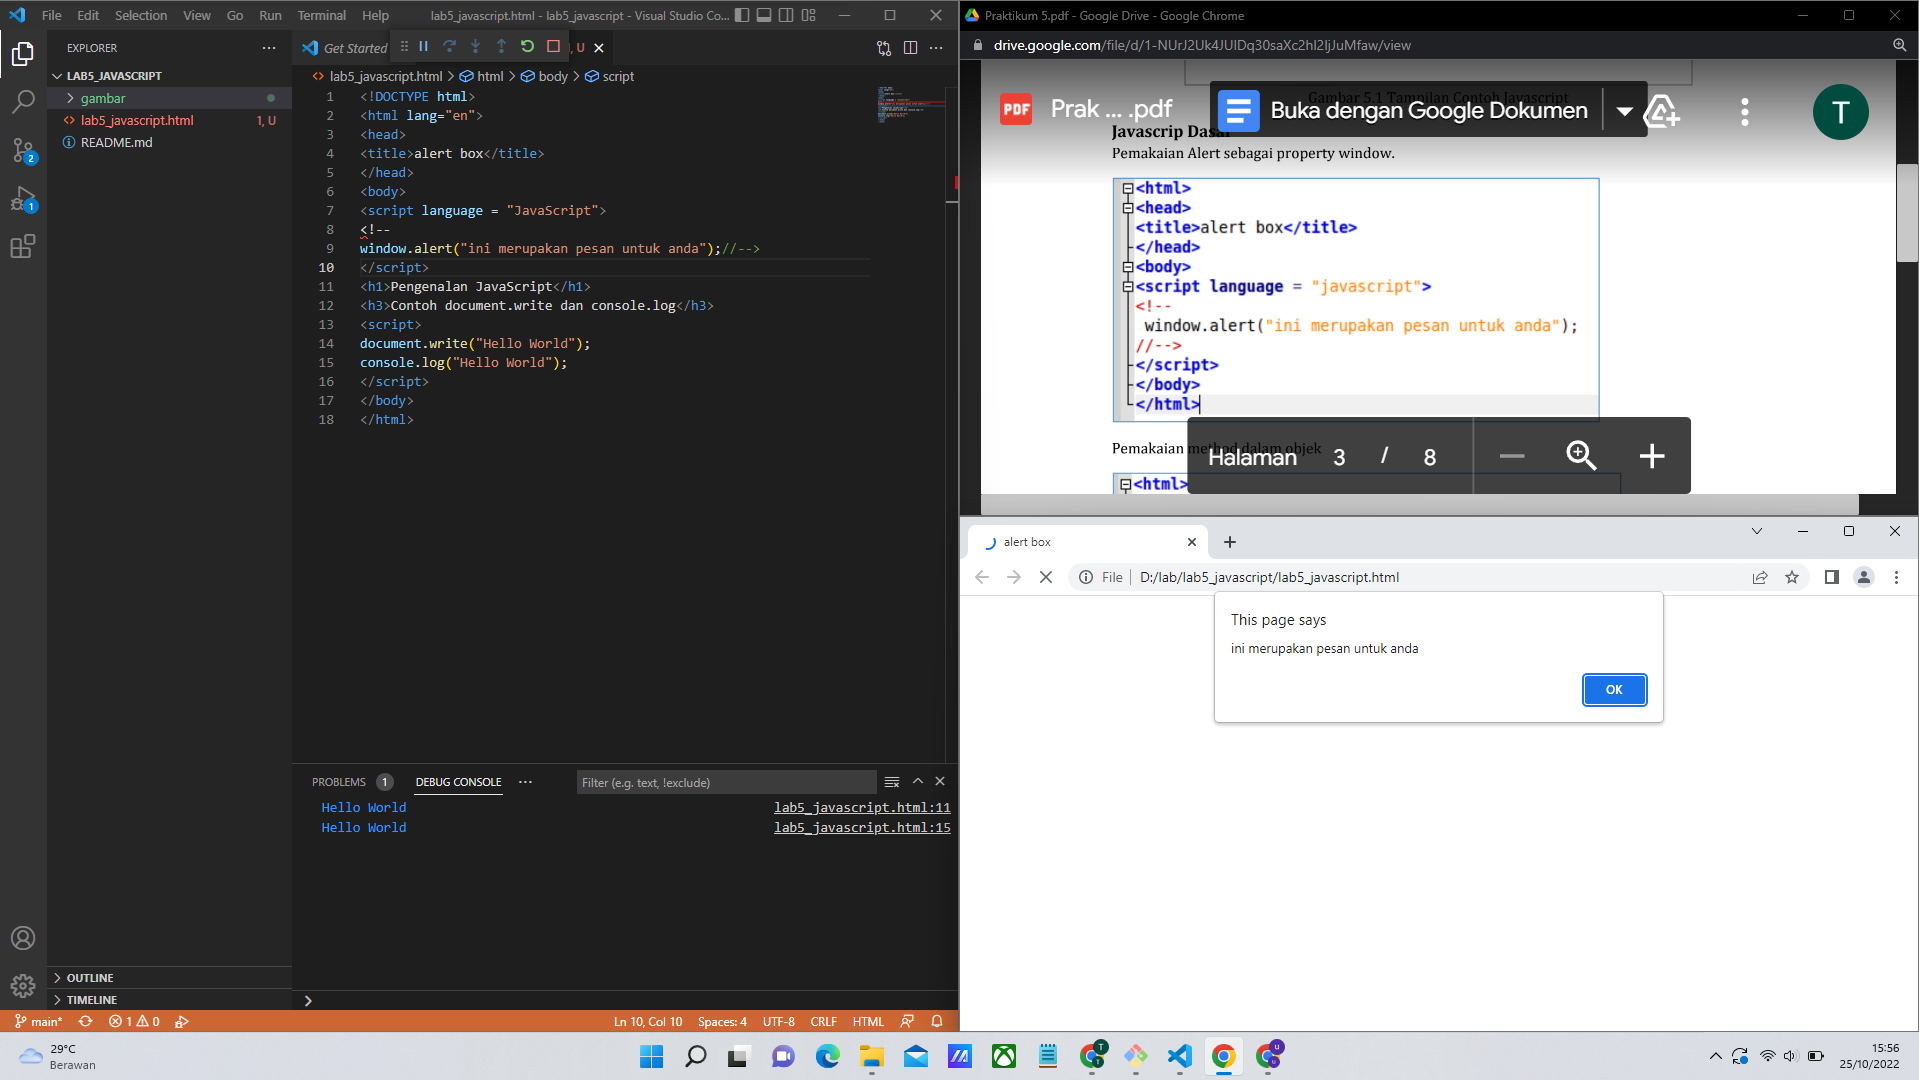 File Edit Selection View Go Run Terminal Help
lab5_javascript.html - lab5_javascript - Visual Studio Co...
EXPLORER
LAB5_JAVASCRIPT
gambar
lab5_javascript.html 1, U
README.md
2
1
OUTLINE
TIMELINE
Get Started
, U
lab5_javascript.html > html > body > script
1 <!DOCTYPE html>
2 <html lang="en">
3 <head>
4 <title>alert box</title>
5 </head>
6 <body>
7 <script language = "JavaScript">
8 <!--
9 window.alert("ini merupakan pesan untuk anda");//-->
10 </script>
11 <h1>Pengenalan JavaScript</h1>
12 <h3>Contoh document.write dan console.log</h3>
13 <script>
14 document.write("Hello World");
15 console.log("Hello World");
16 </script>
17 </body>
18 </html>
PROBLEMS 1 DEBUG CONSOLE Filter (e.g. text, !exclude)
Hello World lab5_javascript.html:11
Hello World lab5_javascript.html:15
main* 1 0 Ln 10, Col 10 Spaces: 4 UTF-8 CRLF HTML
Praktikum 5.pdf - Google Drive - Google Chrome
drive.google.com/file/d/1-NUrJ2Uk4JUIDq30saXc2hl2IjJuMfaw/view
PDF Prak ... .pdf
Buka dengan Google Dokumen
T
Gambar 5.1 Tampilan Contoh Javascript
Javascrip Dasar
Pemakaian Alert sebagai property window.
<html>
<head>
<title>alert box</title>
</head>
<body>
<script language = "javascript">
<!--
window.alert("ini merupakan pesan untuk anda");
//-->
</script>
</body>
</html>
Pemakaian method dalam objek
Halaman 3 / 8
<html>
alert box
File D:/lab/lab5_javascript/lab5_javascript.html
This page says
ini merupakan pesan untuk anda
OK
29°C
Berawan
T
T
U
U
15:56
25/10/2022